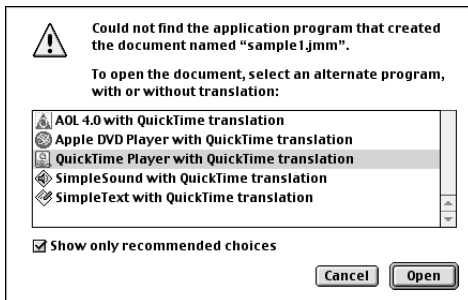 Could not find the application program that created
the document named “sample1.jmm”.
To open the document, select an alternate program,
with or without translation:
AOL 4.0 with QuickTime translation
Apple DVD Player with QuickTime translation
QuickTime Player with QuickTime translation
SimpleSound with QuickTime translation
SimpleText with QuickTime translation
Show only recommended choices
Cancel
Open